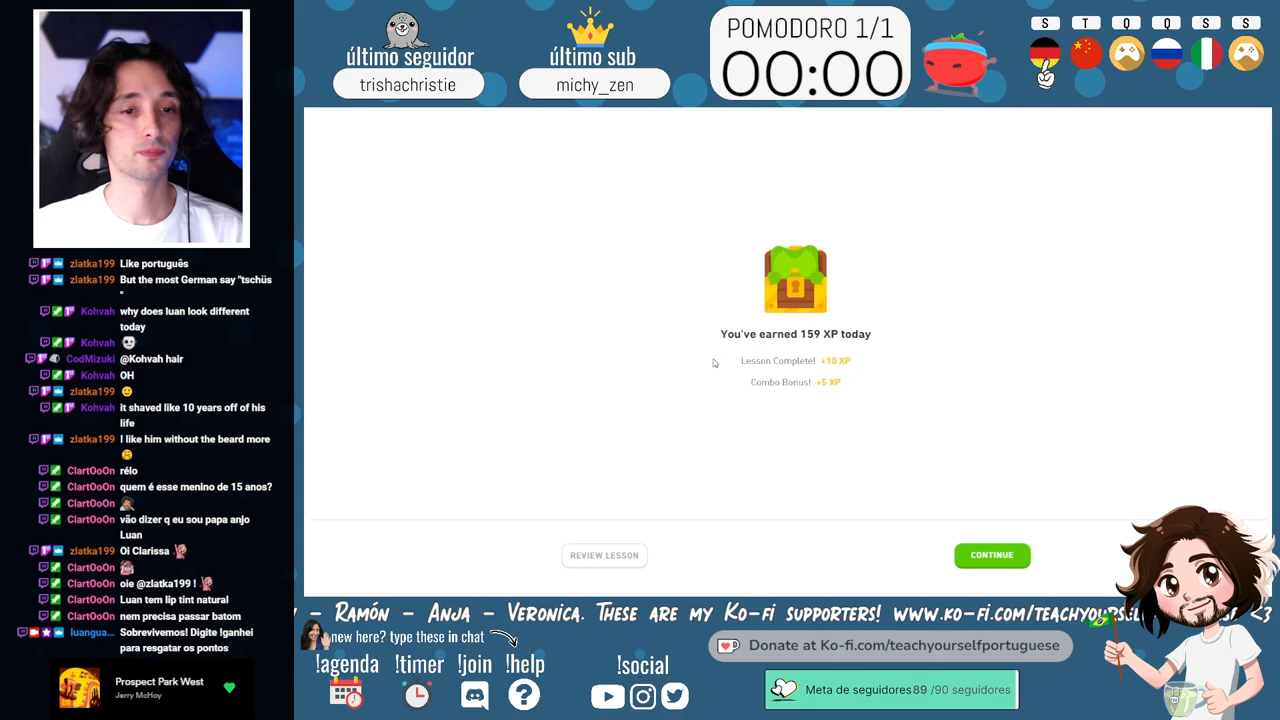 último seguidor
trishachristie
último sub
michy_zen
POMODORO 1/1
00:00
S T Q Q S S
zlatka199 Like português
zlatka199 But the most German say "tschüs
"
Kohvah why does luan look different
today
Kohvah
CodMizuki @Kohvah hair
Kohvah OH
zlatka199
Kohvah it shaved like 10 years off of his
life
zlatka199 I like him without the beard more
ClartOoOn rélo
ClartOoOn quem é esse menino de 15 anos?
ClartOoOn
ClartOoOn vão dizer q eu sou papa anjo
Luan
zlatka199 Oi Clarissa
ClartOoOn
ClartOoOn oie @zlatka199 !
ClartOoOn Luan tem lip tint natural
ClartOoOn nem precisa passar batom
luangua... Sobrevivemos! Digite !ganhei
para resgatar os pontos
Prospect Park West
Jerry McHoy
You've earned 159 XP today
Lesson Complete! +10 XP
Combo Bonus! +5 XP
REVIEW LESSON
CONTINUE
- Ramón - Anja - Veronica. These are my Ko-fi supporters! www.ko-fi.com/teachyourself <3
new here? type these in chat
!agenda !timer !join !help !social
Donate at Ko-fi.com/teachyourselfportuguese
Meta de seguidores 89 /90 seguidores